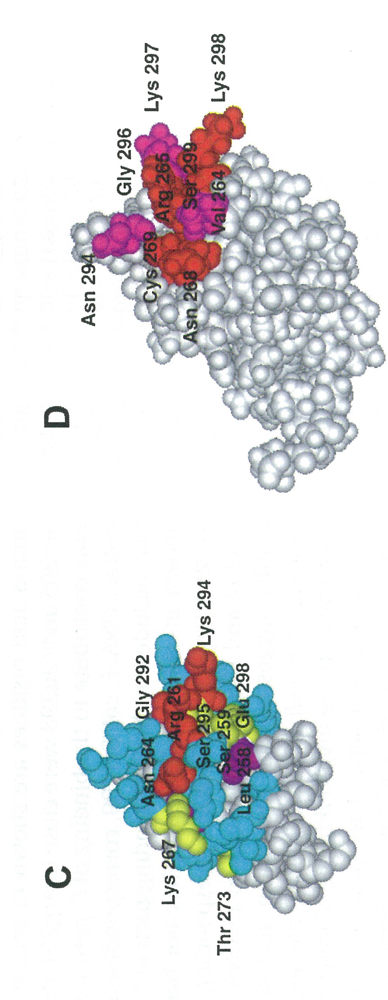 C
Gly 292
Asn 264
Arg 261
Lys 294
Lys 267
Ser 295
Ser 259
Glu 298
Thr 273
Leu 258
D
Asn 294
Gly 296
Lys 297
Cys 269
Arg 265
Asn 268
Ser 299
Val 264
Lys 298